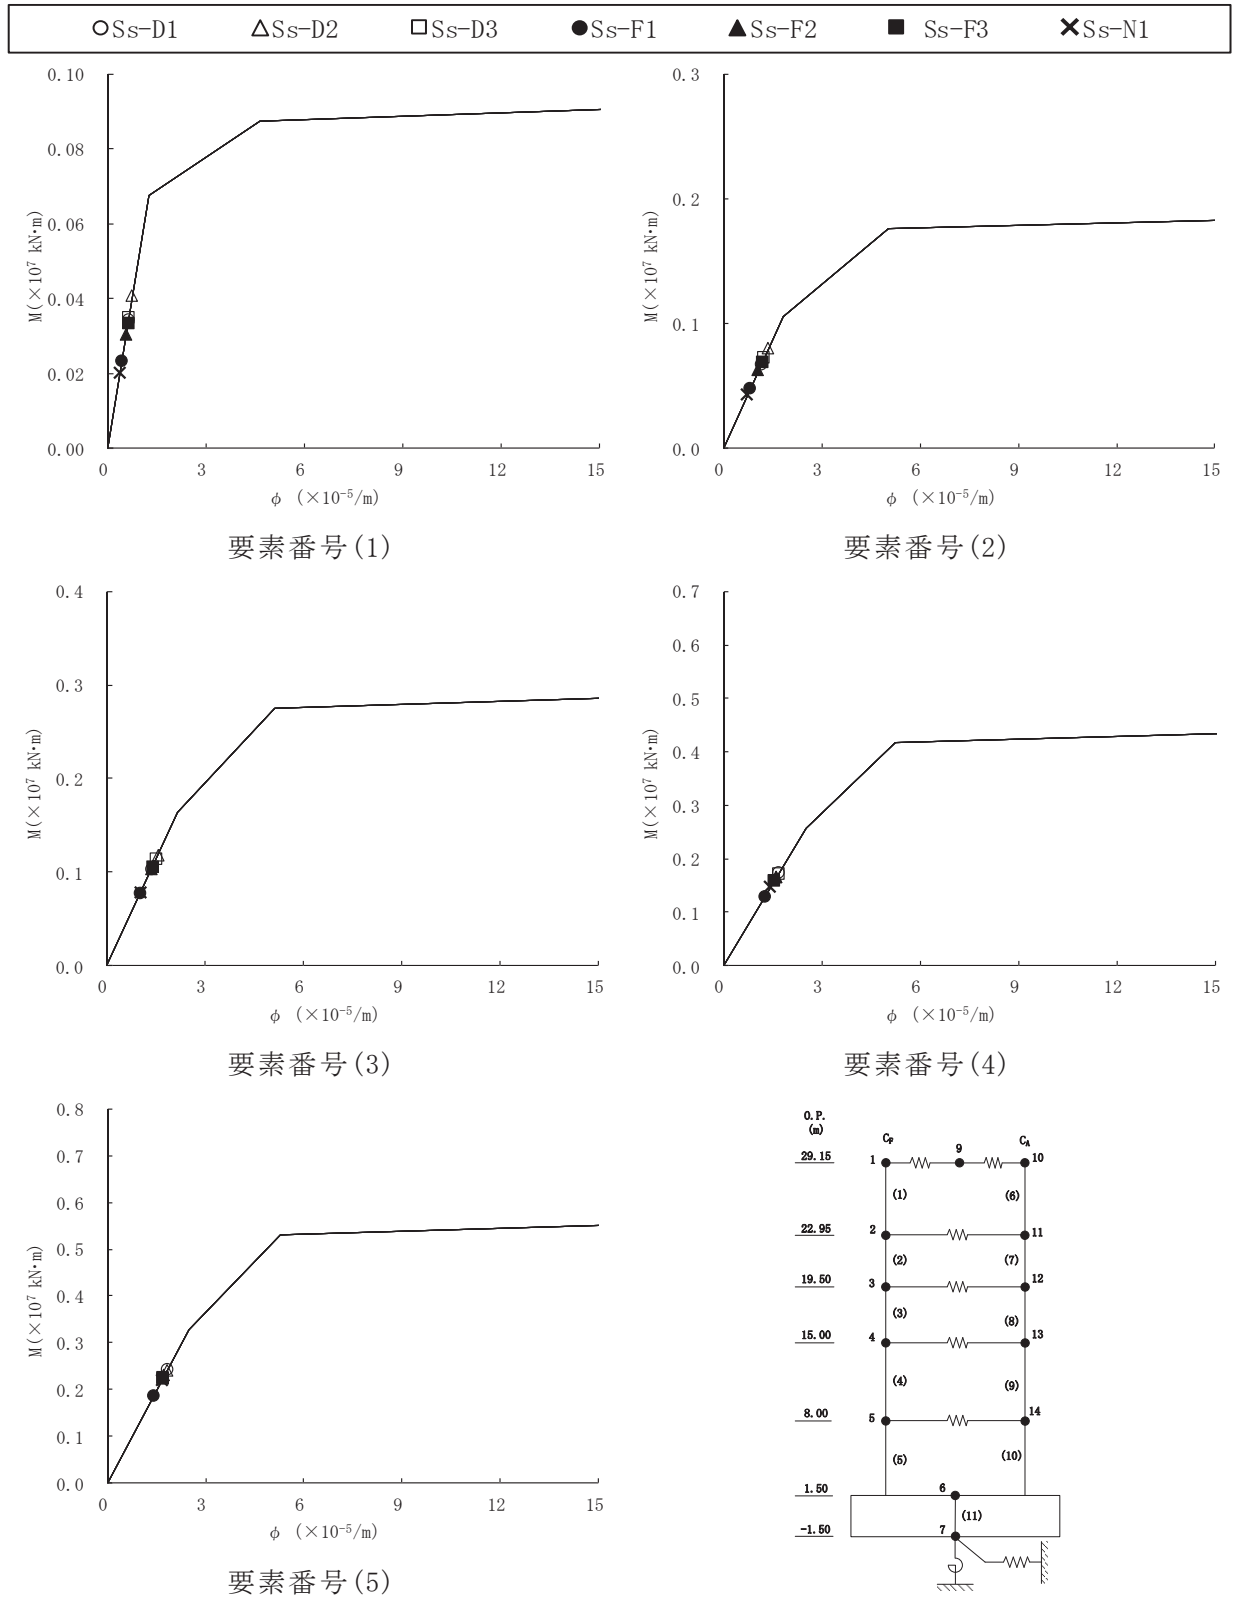 ○Ss-D1 △Ss-D2 □Ss-D3 ●Ss-F1 ▲Ss-F2 ■ Ss-F3 ×Ss-N1
0.10
0.08
0.06
0.04
0.02
0.00
M(×10⁷ kN・m)
0 3 6 9 12 15
φ (×10⁻⁵/m)
要素番号(1)
0.3
0.2
0.1
0.0
M(×10⁷ kN・m)
0 3 6 9 12 15
φ (×10⁻⁵/m)
要素番号(2)
0.4
0.3
0.2
0.1
0.0
M(×10⁷ kN・m)
0 3 6 9 12 15
φ (×10⁻⁵/m)
要素番号(3)
0.7
0.6
0.5
0.4
0.3
0.2
0.1
0.0
M(×10⁷ kN・m)
0 3 6 9 12 15
φ (×10⁻⁵/m)
要素番号(4)
0.8
0.7
0.6
0.5
0.4
0.3
0.2
0.1
0.0
M(×10⁷ kN・m)
0 3 6 9 12 15
φ (×10⁻⁵/m)
要素番号(5)
O.P.
(m)
C_F C_A
29.15 1 9 10
(1) (6)
22.95 2 11
(2) (7)
19.50 3 12
(3) (8)
15.00 4 13
(4) (9)
8.00 5 14
(5) (10)
1.50 6
(11)
-1.50 7